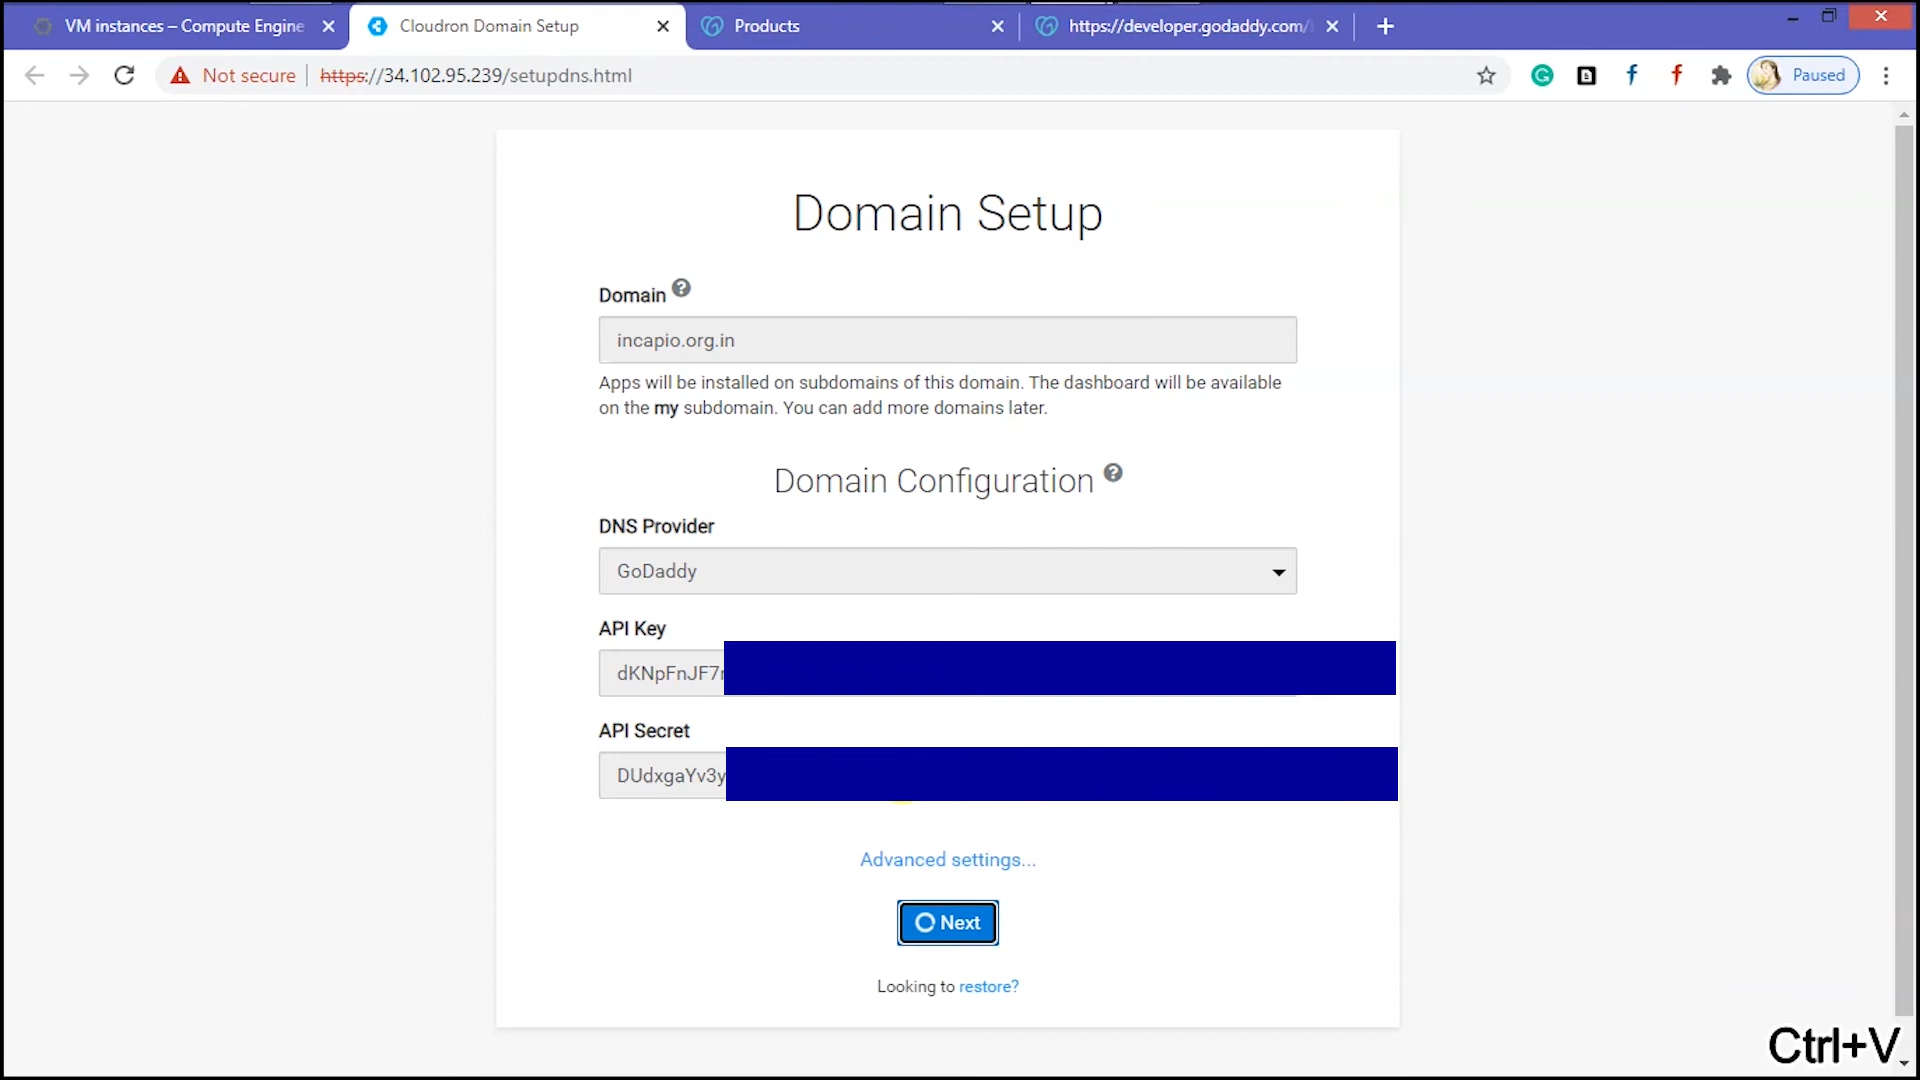 VM instances – Compute Engine
Cloudron Domain Setup
Products
https://developer.godaddy.com/
Not secure
https://34.102.95.239/setupdns.html
Paused
Domain Setup
Domain
incapio.org.in
Apps will be installed on subdomains of this domain. The dashboard will be available
on the my subdomain. You can add more domains later.
Domain Configuration
DNS Provider
GoDaddy
API Key
dKNpFnJF7
API Secret
DUdxgaYv3y
Advanced settings...
Next
Looking to restore?
Ctrl+V